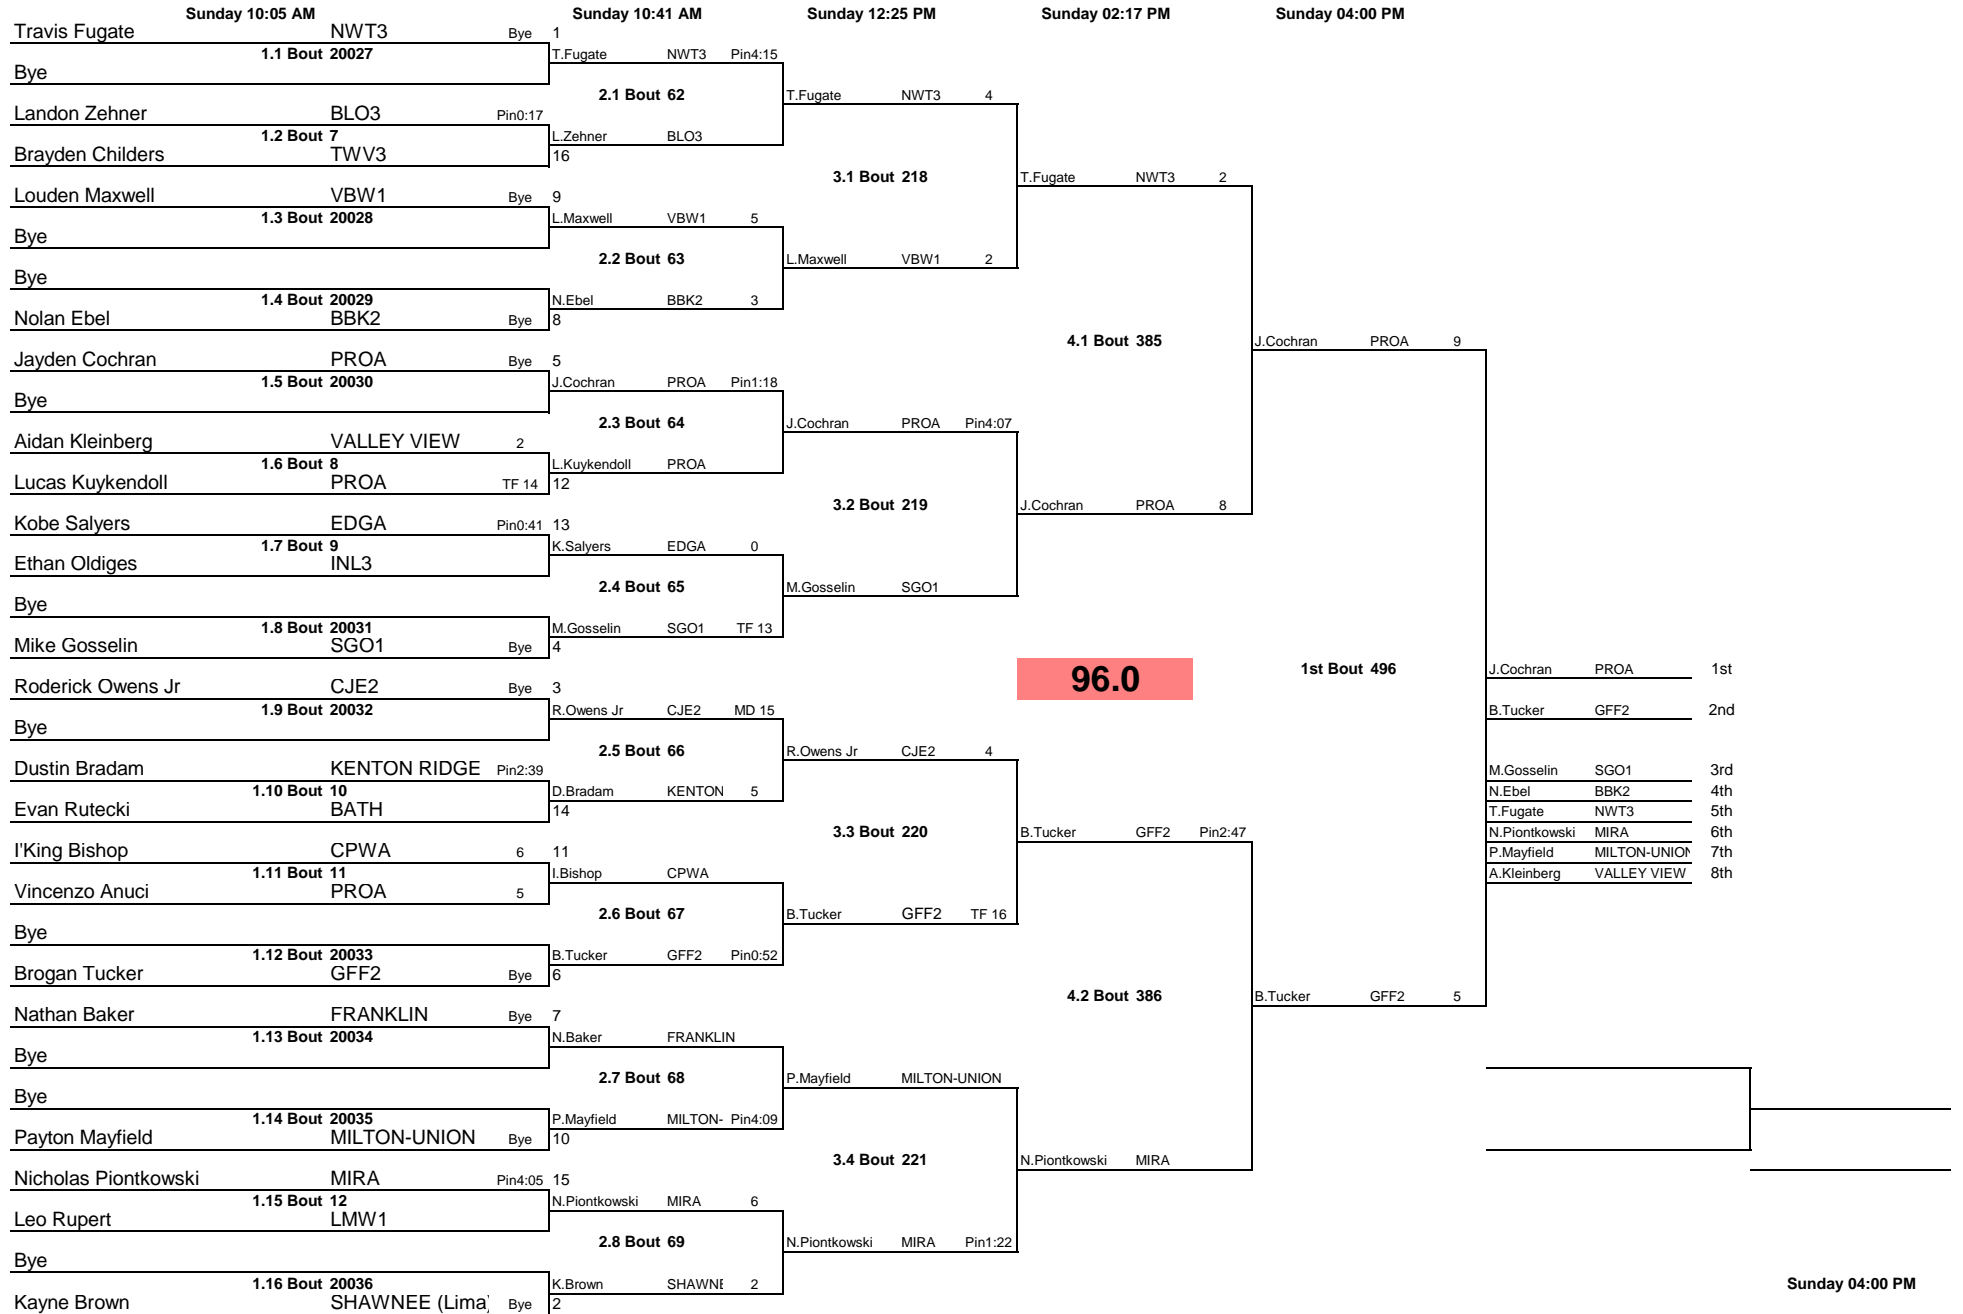 Sunday 10:05 AM Sunday 10:41 AM Sunday 12:25 PM Sunday 02:17 PM Sunday 04:00 PM
Travis Fugate NWT3 Bye 1
1.1 Bout 20027 T.Fugate NWT3 Pin4:15
Bye
2.1 Bout 62 T.Fugate NWT3 4
Landon Zehner BLO3 Pin0:17
1.2 Bout 7 L.Zehner BLO3
Brayden Childers TWV3 16
3.1 Bout 218 T.Fugate NWT3 2
Louden Maxwell VBW1 Bye 9
1.3 Bout 20028 L.Maxwell VBW1 5
Bye
2.2 Bout 63 L.Maxwell VBW1 2
Bye
1.4 Bout 20029 N.Ebel BBK2 3
Nolan Ebel BBK2 Bye 8
4.1 Bout 385 J.Cochran PROA 9
Jayden Cochran PROA Bye 5
1.5 Bout 20030 J.Cochran PROA Pin1:18
Bye
2.3 Bout 64 J.Cochran PROA Pin4:07
Aidan Kleinberg VALLEY VIEW 2
1.6 Bout 8 L.Kuykendoll PROA
Lucas Kuykendoll PROA TF 14 12
3.2 Bout 219 J.Cochran PROA 8
Kobe Salyers EDGA Pin0:41 13
1.7 Bout 9 K.Salyers EDGA 0
Ethan Oldiges INL3
2.4 Bout 65 M.Gosselin SGO1
Bye
1.8 Bout 20031 M.Gosselin SGO1 TF 13
Mike Gosselin SGO1 Bye 4
96.0 1st Bout 496 J.Cochran PROA 1st
Roderick Owens Jr CJE2 Bye 3
1.9 Bout 20032 R.Owens Jr CJE2 MD 15 B.Tucker GFF2 2nd
Bye
2.5 Bout 66 R.Owens Jr CJE2 4
Dustin Bradam KENTON RIDGE Pin2:39 M.Gosselin SGO1 3rd
1.10 Bout 10 D.Bradam KENTON 5 N.Ebel BBK2 4th
Evan Rutecki BATH 14 T.Fugate NWT3 5th
3.3 Bout 220 B.Tucker GFF2 Pin2:47 N.Piontkowski MIRA 6th
I'King Bishop CPWA 6 11 P.Mayfield MILTON-UNION 7th
1.11 Bout 11 I.Bishop CPWA A.Kleinberg VALLEY VIEW 8th
Vincenzo Anuci PROA 5
2.6 Bout 67 B.Tucker GFF2 TF 16
Bye
1.12 Bout 20033 B.Tucker GFF2 Pin0:52
Brogan Tucker GFF2 Bye 6
4.2 Bout 386 B.Tucker GFF2 5
Nathan Baker FRANKLIN Bye 7
1.13 Bout 20034 N.Baker FRANKLIN
Bye
2.7 Bout 68 P.Mayfield MILTON-UNION
Bye
1.14 Bout 20035 P.Mayfield MILTON- Pin4:09
Payton Mayfield MILTON-UNION Bye 10
3.4 Bout 221 N.Piontkowski MIRA
Nicholas Piontkowski MIRA Pin4:05 15
1.15 Bout 12 N.Piontkowski MIRA 6
Leo Rupert LMW1
2.8 Bout 69 N.Piontkowski MIRA Pin1:22
Bye
1.16 Bout 20036 K.Brown SHAWNE 2 Sunday 04:00 PM
Kayne Brown SHAWNEE (Lima) Bye 2